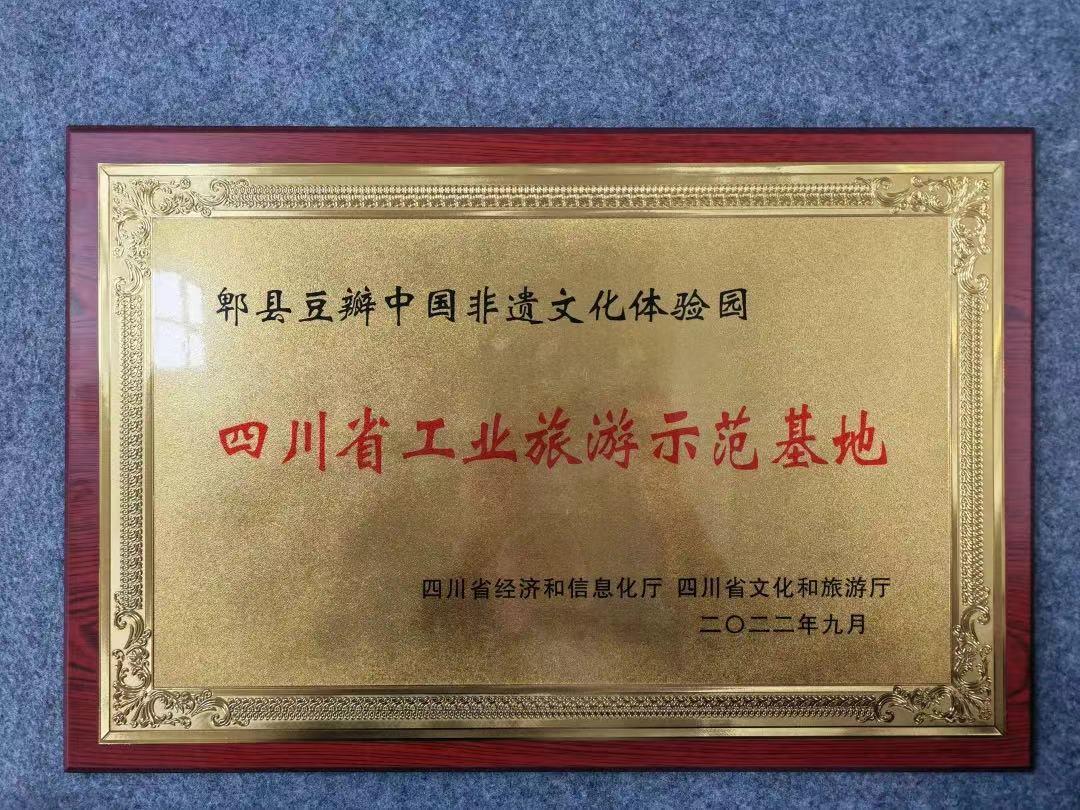 郫县豆瓣中国非遗文化体验园
四川省工业旅游示范基地
四川省经济和信息化厅 四川省文化和旅游厅
二〇二二年九月